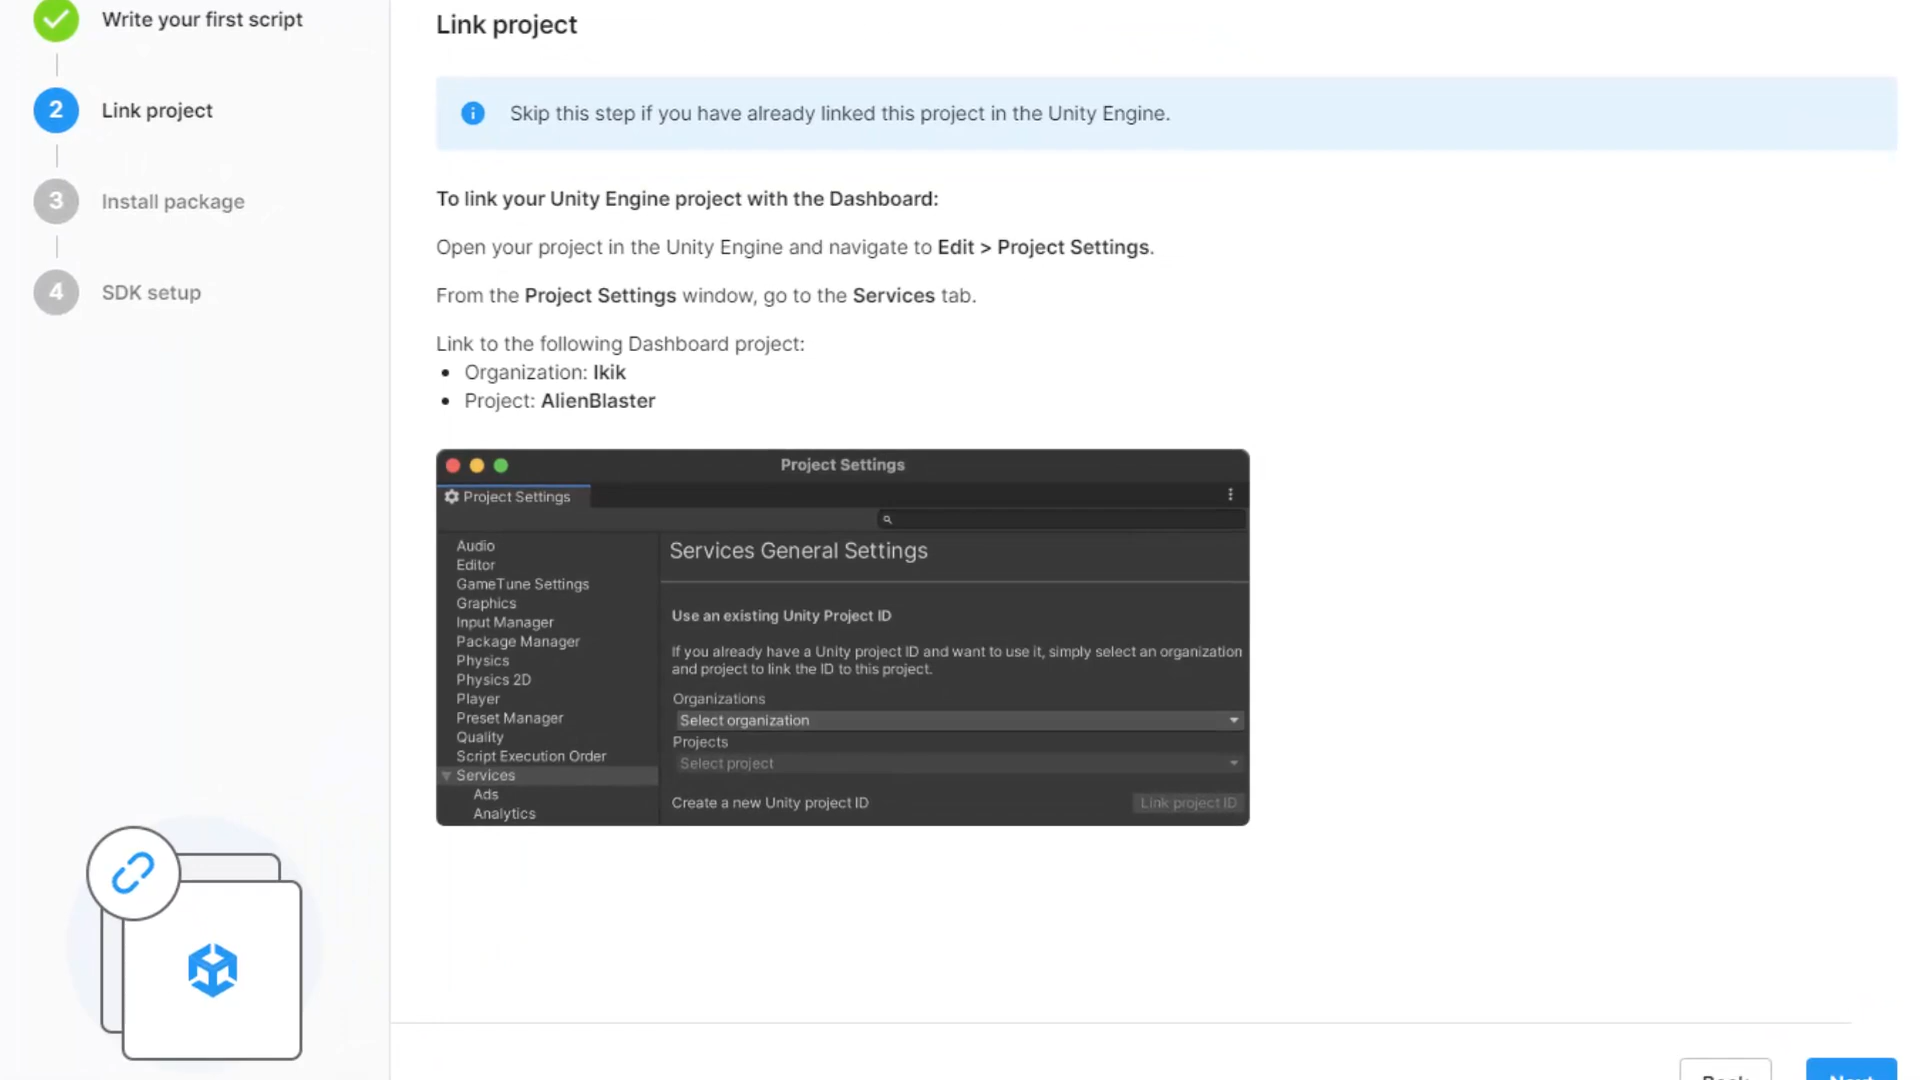 Write your first script
2 Link project
3 Install package
4 SDK setup
Link project
Skip this step if you have already linked this project in the Unity Engine.
To link your Unity Engine project with the Dashboard:
Open your project in the Unity Engine and navigate to Edit > Project Settings.
From the Project Settings window, go to the Services tab.
Link to the following Dashboard project:
• Organization: Ikik
• Project: AlienBlaster
Project Settings
Project Settings
Audio
Editor
GameTune Settings
Graphics
Input Manager
Package Manager
Physics
Physics 2D
Player
Preset Manager
Quality
Script Execution Order
Services
Ads
Analytics
Services General Settings
Use an existing Unity Project ID
If you already have a Unity project ID and want to use it, simply select an organization
and project to link the ID to this project.
Organizations
Select organization
Projects
Select project
Create a new Unity project ID
Link project ID
Back
Next